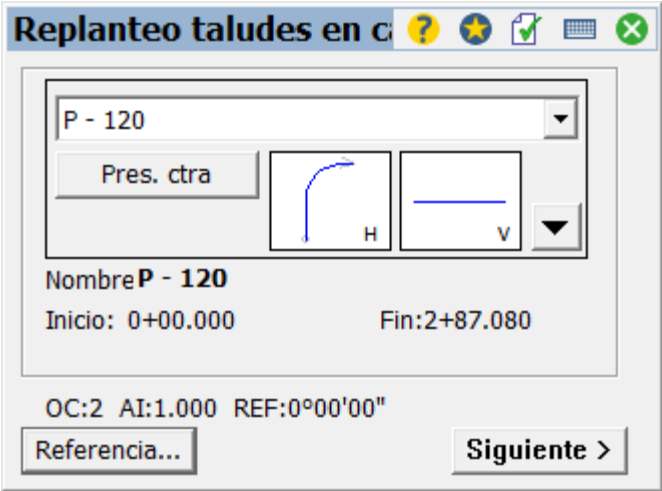 Replanteo taludes en ca
P - 120
Pres. ctra
H
V
Nombre P - 120
Inicio: 0+00.000 Fin:2+87.080
OC:2 AI:1.000 REF:0°00'00"
Referencia...
Siguiente >